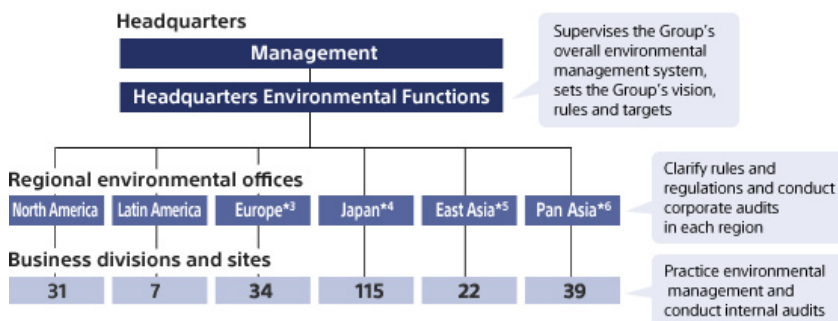 Headquarters
Management
Headquarters Environmental Functions
Supervises the Group's
overall environmental
management system,
sets the Group's vision,
rules and targets
Regional environmental offices
North America
Latin America
Europe*3
Japan*4
East Asia*5
Pan Asia*6
Clarify rules and
regulations and conduct
corporate audits
in each region
Business divisions and sites
31
7
34
115
22
39
Practice environmental
management and
conduct internal audits